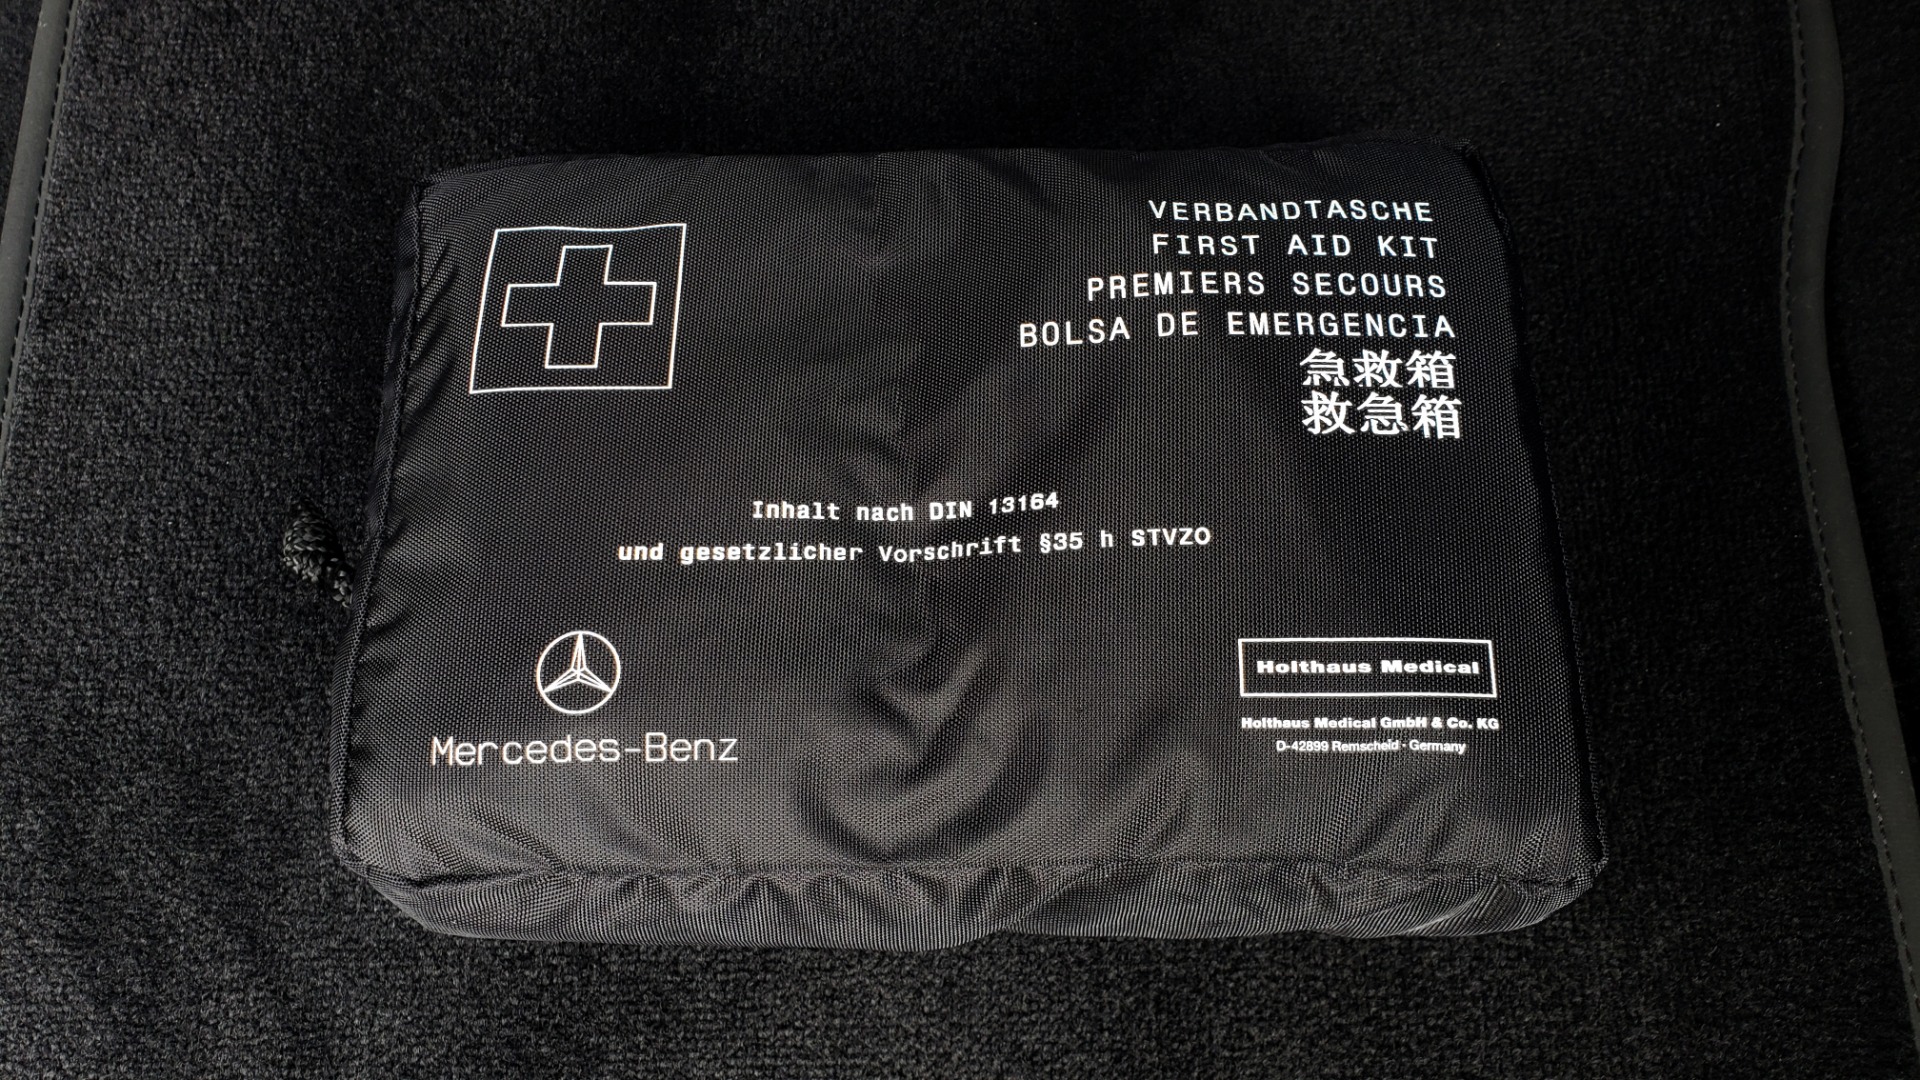 VERBANDTASCHE
FIRST AID KIT
PREMIERS SECOURS
BOLSA DE EMERGENCIA
急救箱
救急箱
Inhalt nach DIN 13164
und gesetzlicher Vorschrift §35 h STVZO
Mercedes-Benz
Holthaus Medical
Holthaus Medical GmbH & Co. KG
D-42899 Remscheid · Germany